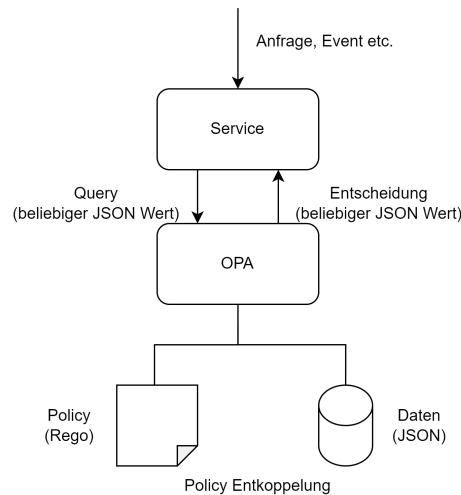 Anfrage, Event etc.
Service
Query
(beliebiger JSON Wert)
Entscheidung
(beliebiger JSON Wert)
OPA
Policy
(Rego)
Daten
(JSON)
Policy Entkoppelung